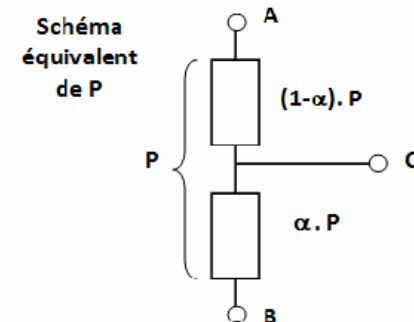 Schéma
équivalent
de P
A
(1-α). P
P
C
α. P
B